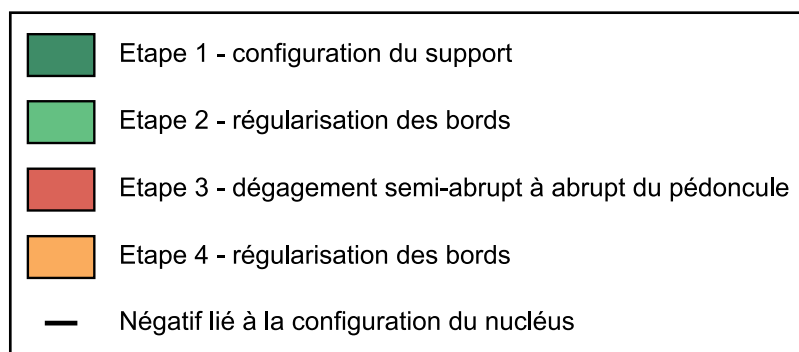 Etape 1 - configuration du support
Etape 2 - régularisation des bords
Etape 3 - dégagement semi-abrupt à abrupt du pédoncule
Etape 4 - régularisation des bords
Négatif lié à la configuration du nucléus